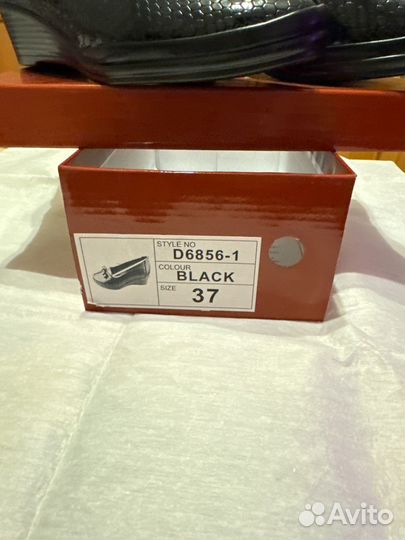 STYLE NO
D6856-1
COLOUR
BLACK
SIZE
37
Avito